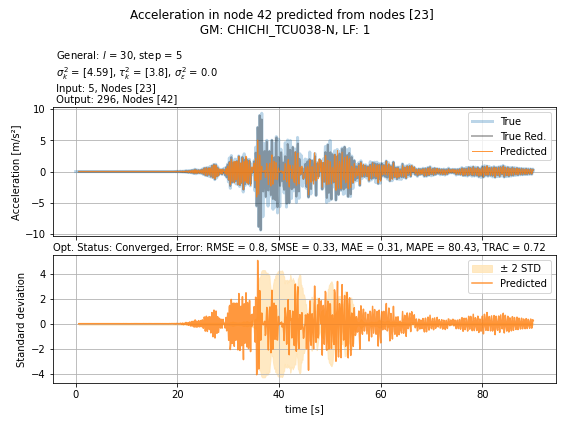 Acceleration in node 42 predicted from nodes [23]
GM: CHICHI_TCU038-N, LF: 1
General: l = 30, step = 5
σ²ₖ = [4.59], τ²ₖ = [3.8], σ²ε = 0.0
Input: 5, Nodes [23]
Output: 296, Nodes [42]
Acceleration [m/s²]
10
5
0
−5
−10
True
True Red.
Predicted
Opt. Status: Converged, Error: RMSE = 0.8, SMSE = 0.33, MAE = 0.31, MAPE = 80.43, TRAC = 0.72
Standard deviation
4
2
0
−2
−4
± 2 STD
Predicted
0 20 40 60 80
time [s]